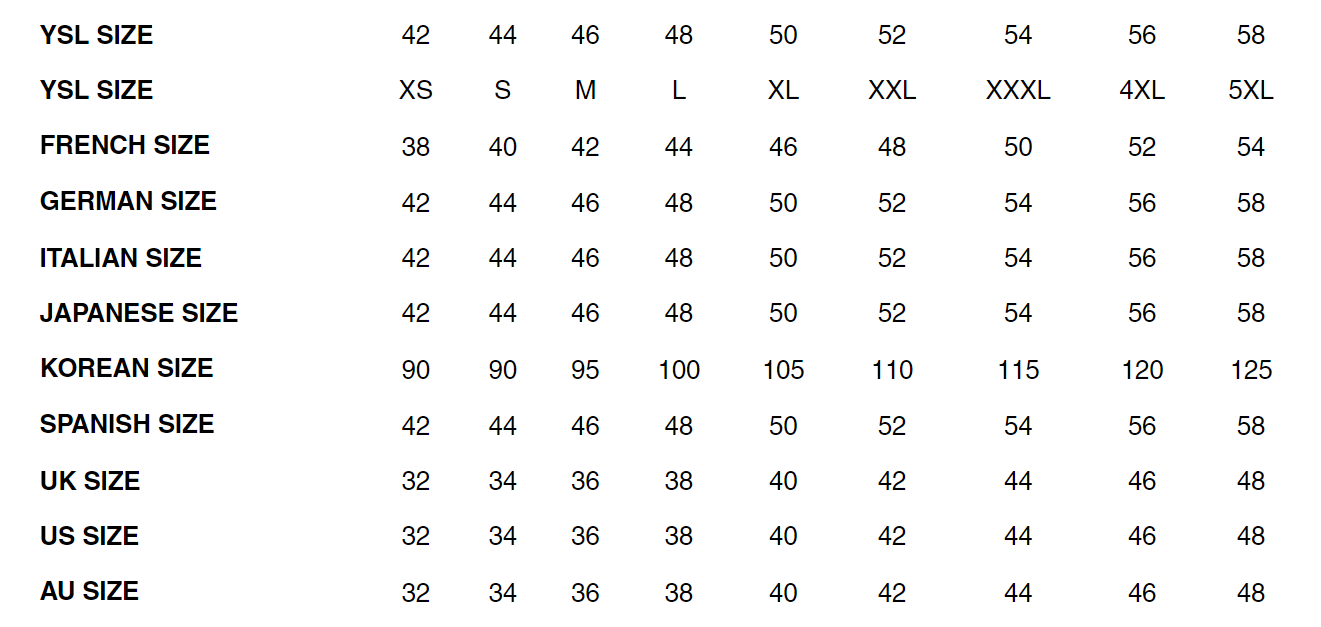 YSL SIZE 42 44 46 48 50 52 54 56 58
YSL SIZE XS S M L XL XXL XXXL 4XL 5XL
FRENCH SIZE 38 40 42 44 46 48 50 52 54
GERMAN SIZE 42 44 46 48 50 52 54 56 58
ITALIAN SIZE 42 44 46 48 50 52 54 56 58
JAPANESE SIZE 42 44 46 48 50 52 54 56 58
KOREAN SIZE 90 90 95 100 105 110 115 120 125
SPANISH SIZE 42 44 46 48 50 52 54 56 58
UK SIZE 32 34 36 38 40 42 44 46 48
US SIZE 32 34 36 38 40 42 44 46 48
AU SIZE 32 34 36 38 40 42 44 46 48